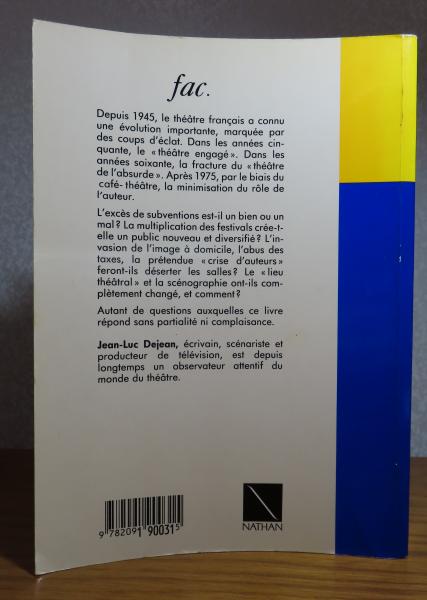 fac.
Depuis 1945, le théâtre français a connu
une évolution importante, marquée par
des coups d'éclat. Dans les années cin-
quante, le « théâtre engagé ». Dans les
années soixante, la fracture du « théâtre
de l'absurde ». Après 1975, par le biais du
café-théâtre, la minimisation du rôle de
l'auteur.
L'excès de subventions est-il un bien ou un
mal ? La multiplication des festivals crée-t-
elle un public nouveau et diversifié ? L'in-
vasion de l'image à domicile, l'abus des
taxes, la prétendue « crise d'auteurs »
feront-ils déserter les salles ? Le « lieu
théâtral » et la scénographie ont-ils com-
plètement changé, et comment ?
Autant de questions auxquelles ce livre
répond sans partialité ni complaisance.
Jean-Luc Dejean, écrivain, scénariste et
producteur de télévision, est depuis
longtemps un observateur attentif du
monde du théâtre.
9 782091 900315
NATHAN